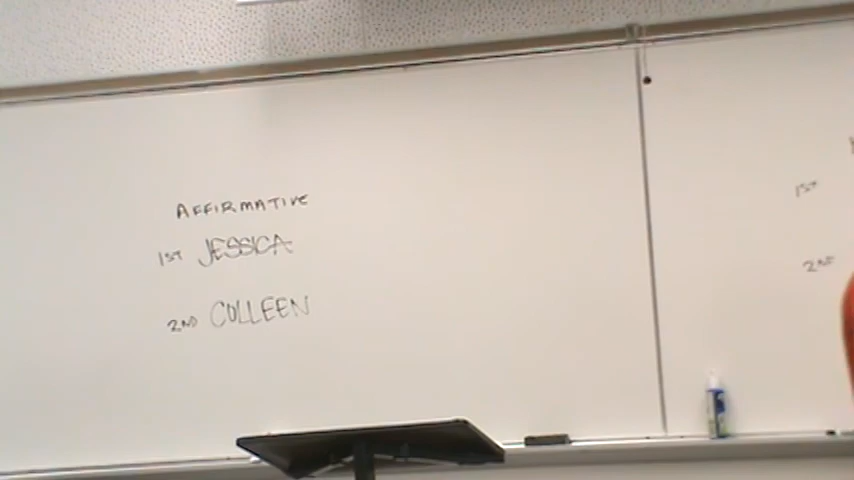 AFFIRMATIVE
1ST JESSICA
2ND COLLEEN
1ST
2ND